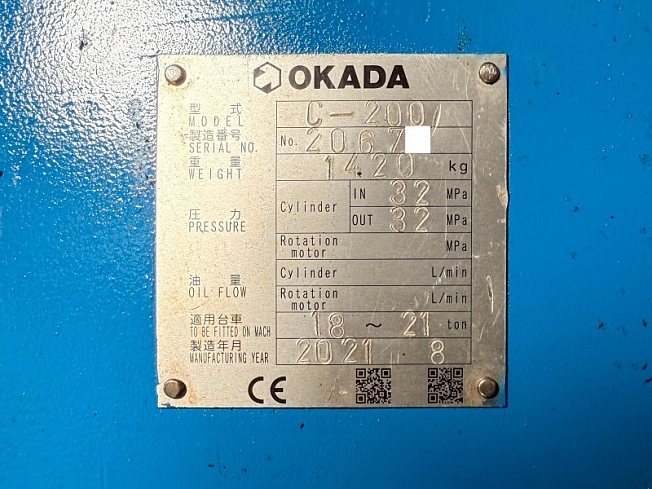 OKADA
型式 C-200/
MODEL
製造番号 No. 2067
SERIAL NO.
重量 1420 kg
WEIGHT
圧力 Cylinder IN 32 MPa
PRESSURE OUT 32 MPa
Rotation motor MPa
油量 Cylinder L/min
OIL FLOW Rotation motor L/min
適用台車 18 ~ 21 ton
TO BE FITTED ON MACH
製造年月 2021 8
MANUFACTURING YEAR
CE